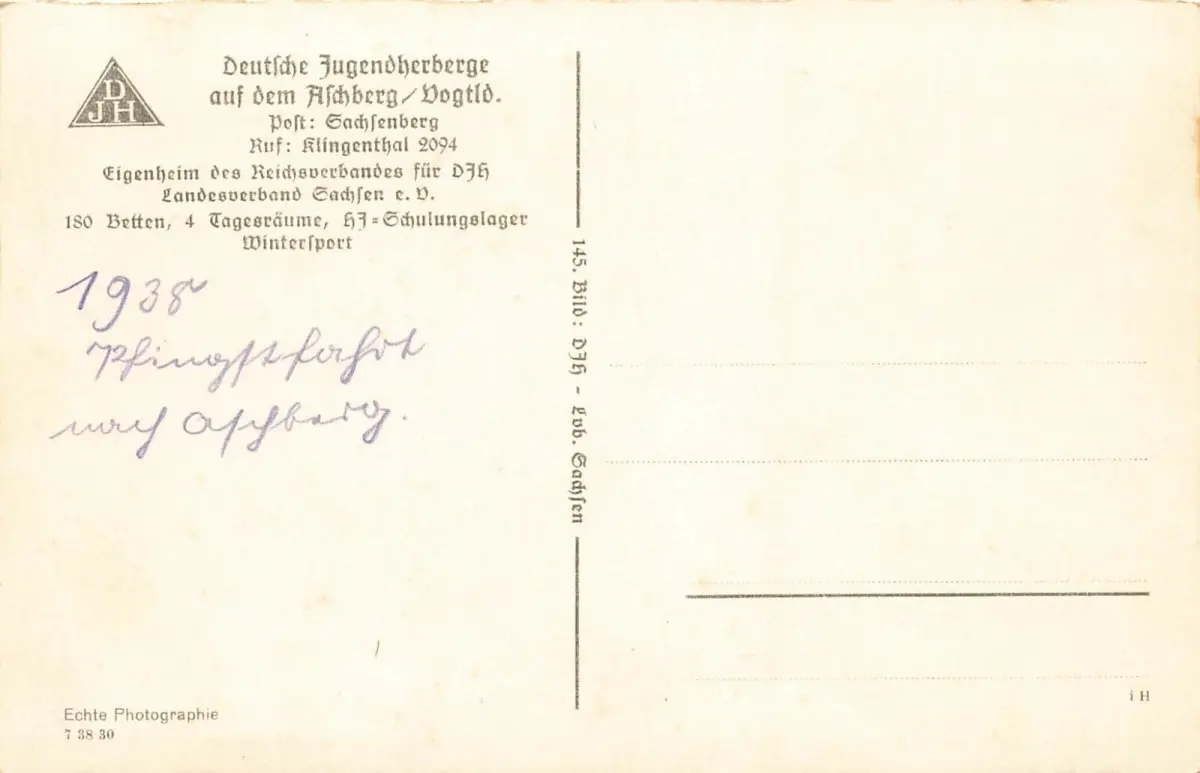 DJH
Deutsche Jugendherberge
auf dem Aschberg/Vogtld.
Post: Sachsenberg
Ruf: Klingenthal 2094
Eigenheim des Reichsverbandes für DJH
Landesverband Sachsen e. V.
180 Betten, 4 Tagesräume, HJ=Schulungslager
Wintersport
1938
Pfingstfahrt
nach Aschberg.
145. Bild: DJH - Lvb. Sachsen
Echte Photographie
7 38 30
i H